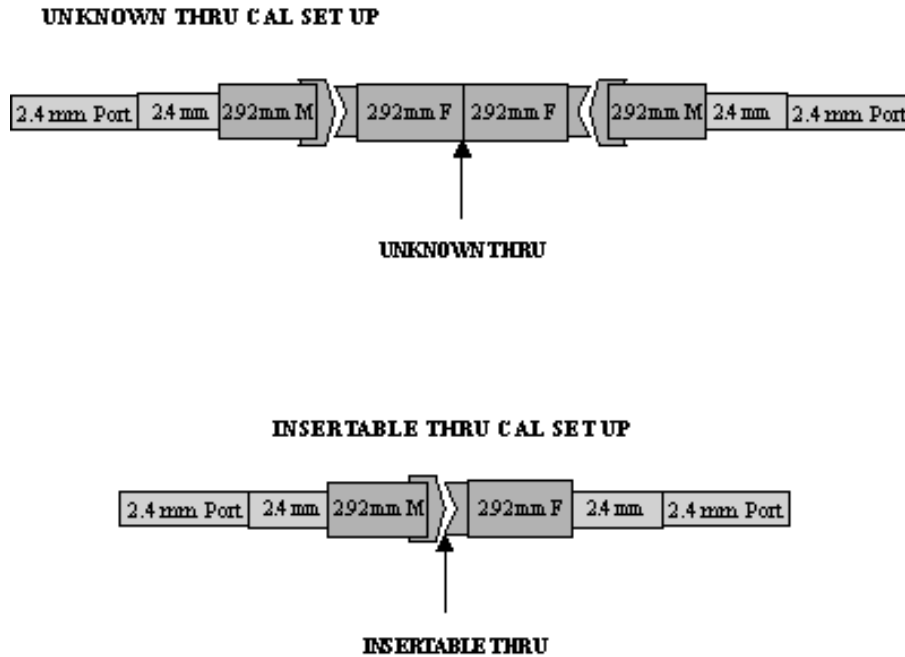 UNKNOWN THRU CAL SET UP
2.4 mm Port 2.4 mm 292mm M 292mm F 292mm F 292mm M 2.4 mm 2.4 mm Port
UNKNOWN THRU
INSERTABLE THRU CAL SET UP
2.4 mm Port 2.4 mm 292mm M 292mm F 2.4 mm 2.4 mm Port
INSERTABLE THRU